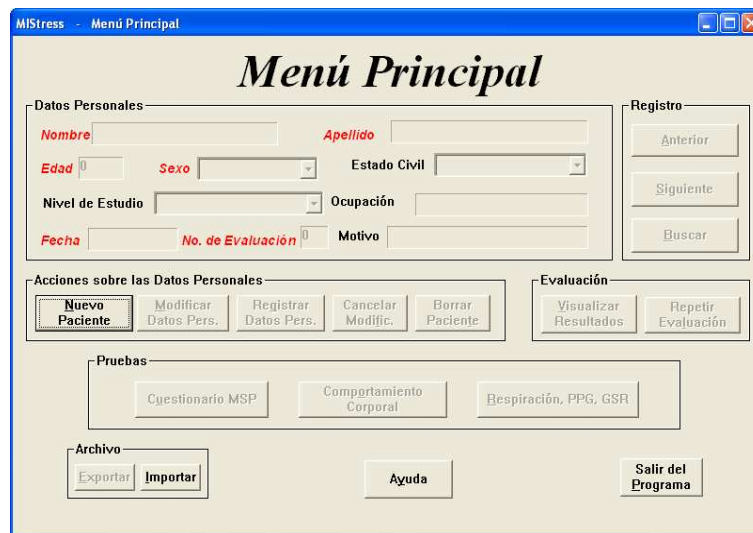 MIStress - Menú Principal
Menú Principal
Datos Personales
Registro
Nombre
Apellido
Anterior
Edad 0 Sexo
Estado Civil
Siguiente
Nivel de Estudio
Ocupación
Buscar
Fecha
No. de Evaluación 0
Motivo
Acciones sobre las Datos Personales
Evaluación
Nuevo
Paciente
Modificar
Datos Pers.
Registrar
Datos Pers.
Cancelar
Modific.
Borrar
Paciente
Visualizar
Resultados
Repetir
Evaluación
Pruebas
Cuestionario MSP
Comportamiento
Corporal
Respiración, PPG, GSR
Archivo
Exportar
Importar
Ayuda
Salir del
Programa